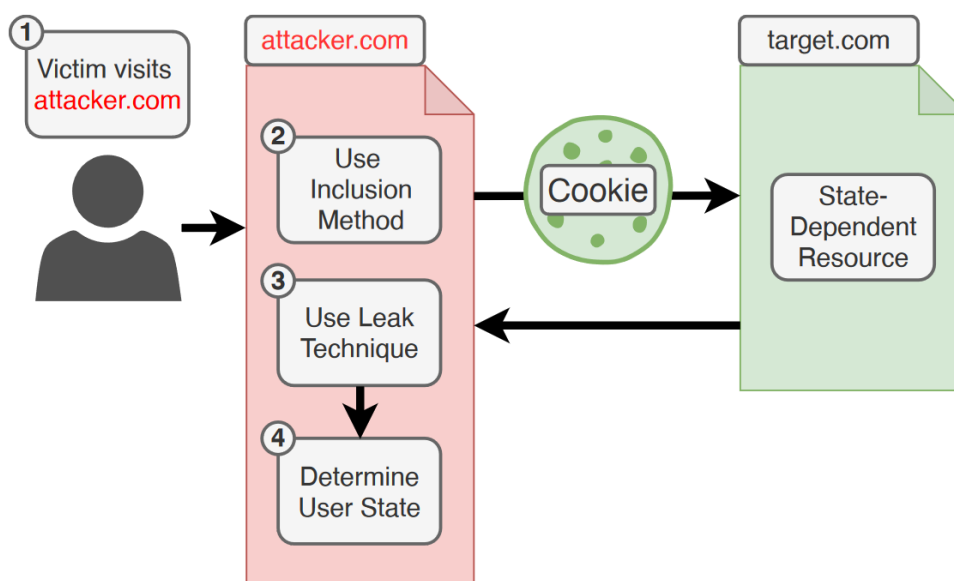 1
Victim visits
attacker.com
attacker.com
2
Use
Inclusion
Method
3
Use Leak
Technique
4
Determine
User State
Cookie
target.com
State-
Dependent
Resource